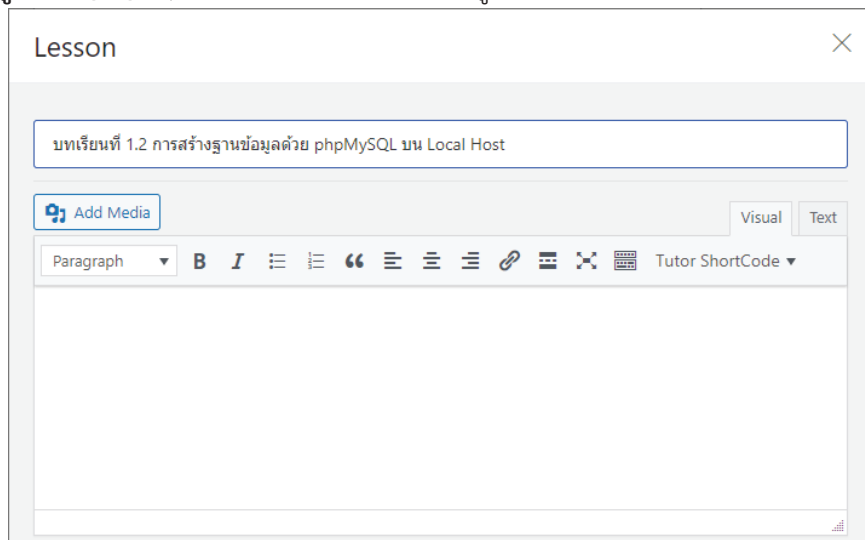 Lesson
บทเรียนที่ 1.2 การสร้างฐานข้อมูลด้วย phpMySQL บน Local Host
Add Media
Visual Text
Paragraph B I Tutor ShortCode